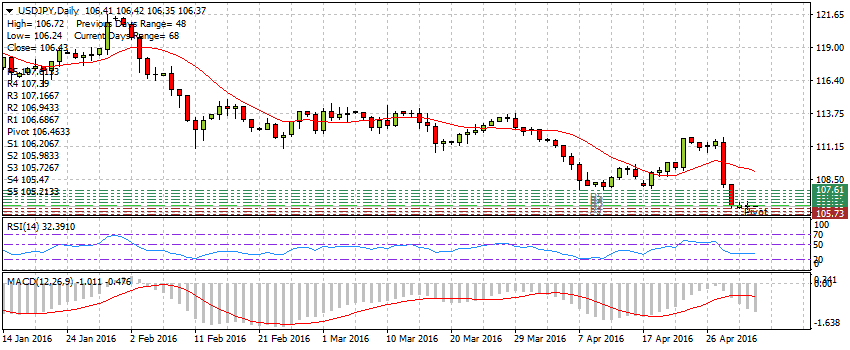 USDJPY,Daily 106.41 106.42 106.35 106.37
High= 106.72 Previous Days Range= 48
Low= 106.24 Current Days Range= 68
Close= 106.43
R4 107.39
R3 107.1667
R2 106.9433
R1 106.6867
Pivot 106.4633
S1 106.2067
S2 105.9833
S3 105.7267
S4 105.47
S5 105.2133
121.65
119.00
116.40
113.75
111.15
108.50
107.61
105.73
Pivot
RSI(14) 32.3910
100
70
50
20
0
MACD(12,26,9) -1.011 -0.476
0.00
-1.638
14 Jan 2016 24 Jan 2016 2 Feb 2016 11 Feb 2016 21 Feb 2016 1 Mar 2016 10 Mar 2016 20 Mar 2016 29 Mar 2016 7 Apr 2016 17 Apr 2016 26 Apr 2016